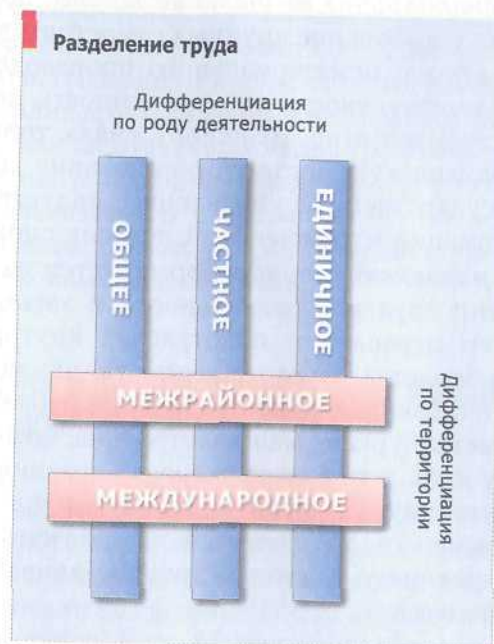 Разделение труда
Дифференциация
по роду деятельности
ОБЩЕЕ
ЧАСТНОЕ
ЕДИНИЧНОЕ
МЕЖРАЙОННОЕ
МЕЖДУНАРОДНОЕ
Дифференциация
по территории